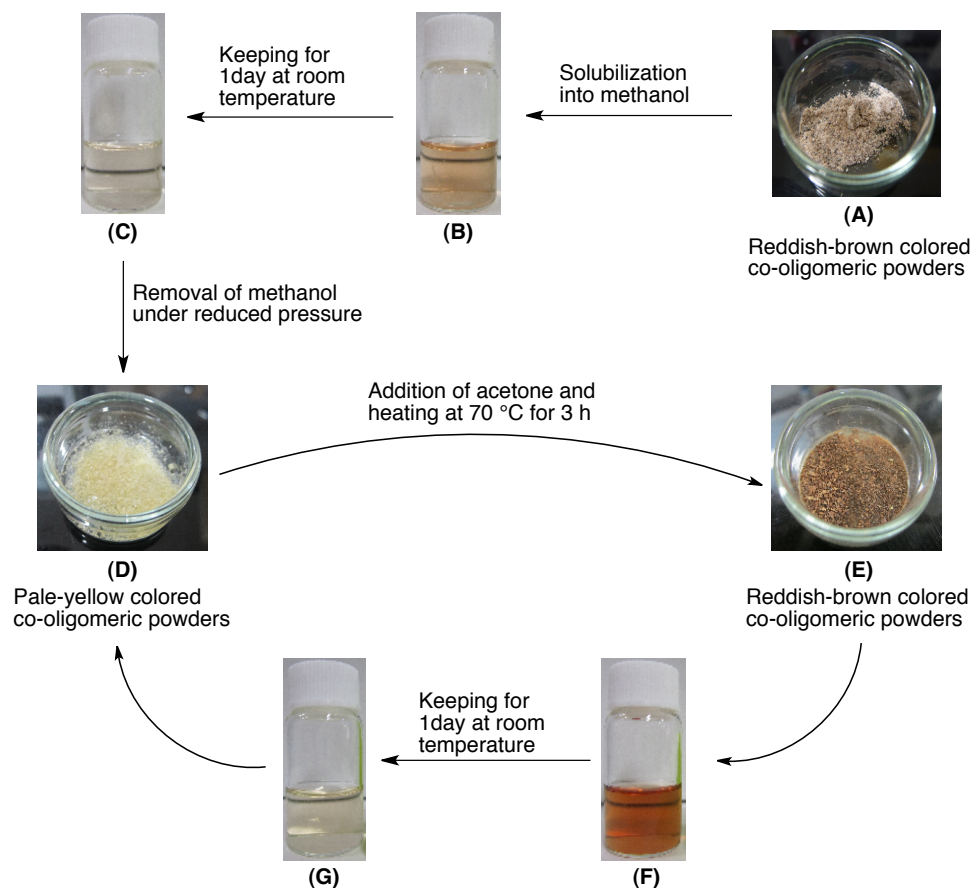 Keeping for
1day at room
temperature
Solubilization
into methanol
(C)
(B)
(A)
Reddish-brown colored
co-oligomeric powders
Removal of methanol
under reduced pressure
Addition of acetone and
heating at 70 °C for 3 h
(D)
Pale-yellow colored
co-oligomeric powders
(E)
Reddish-brown colored
co-oligomeric powders
Keeping for
1day at room
temperature
(G)
(F)